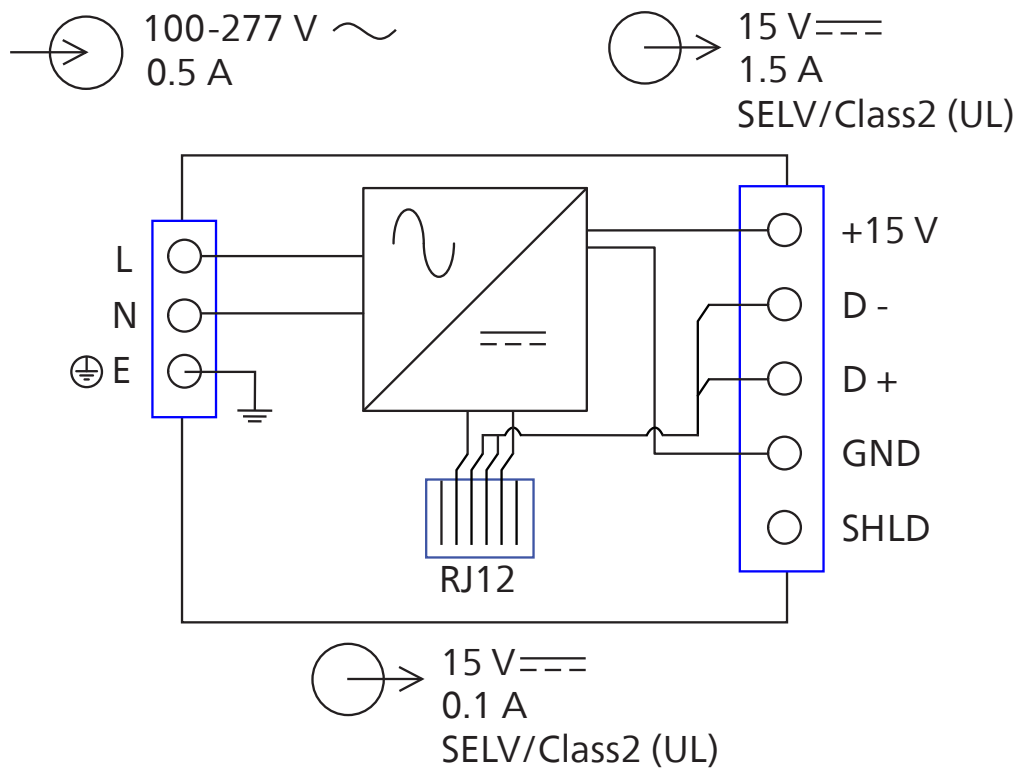 100-277 V
0.5 A
15 V
1.5 A
SELV/Class2 (UL)
L
N
E
+15 V
D -
D +
GND
SHLD
RJ12
15 V
0.1 A
SELV/Class2 (UL)